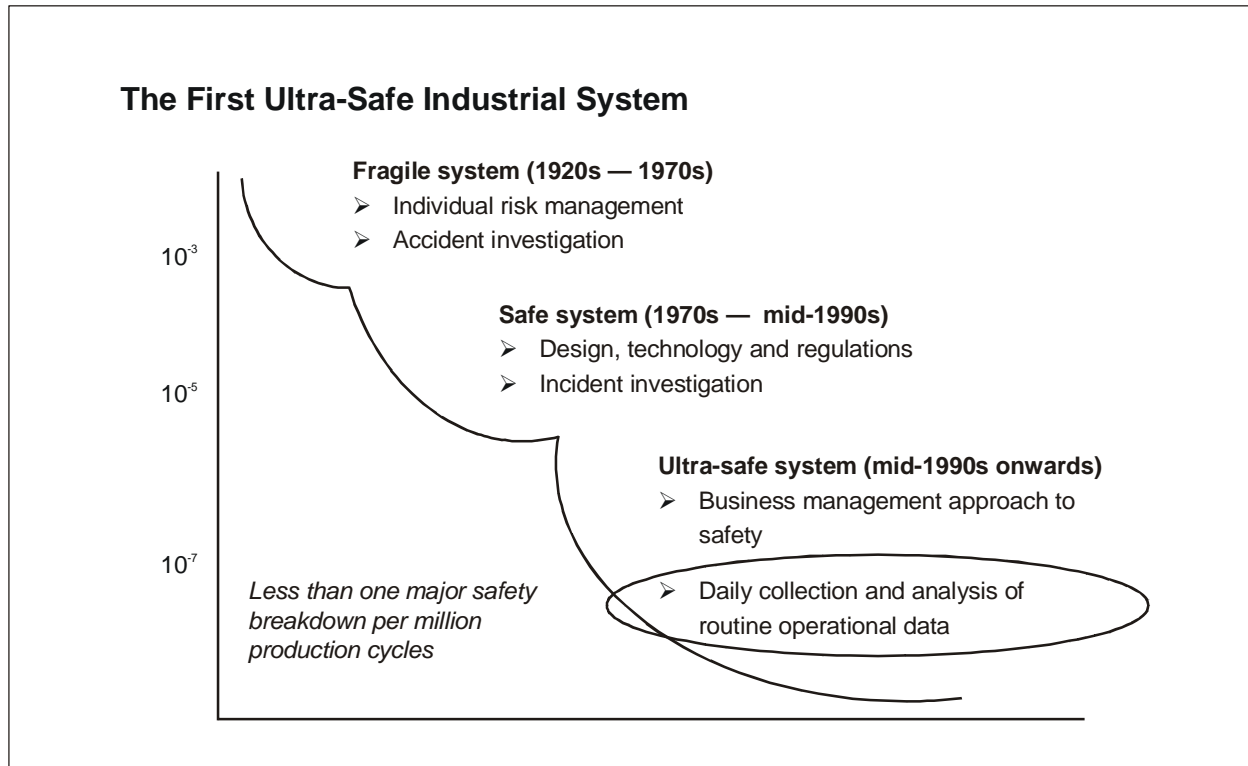 The First Ultra-Safe Industrial System
Fragile system (1920s — 1970s)
➢ Individual risk management
➢ Accident investigation
10⁻³
Safe system (1970s — mid-1990s)
➢ Design, technology and regulations
➢ Incident investigation
10⁻⁵
Ultra-safe system (mid-1990s onwards)
➢ Business management approach to
safety
10⁻⁷
➢ Daily collection and analysis of
routine operational data
Less than one major safety
breakdown per million
production cycles